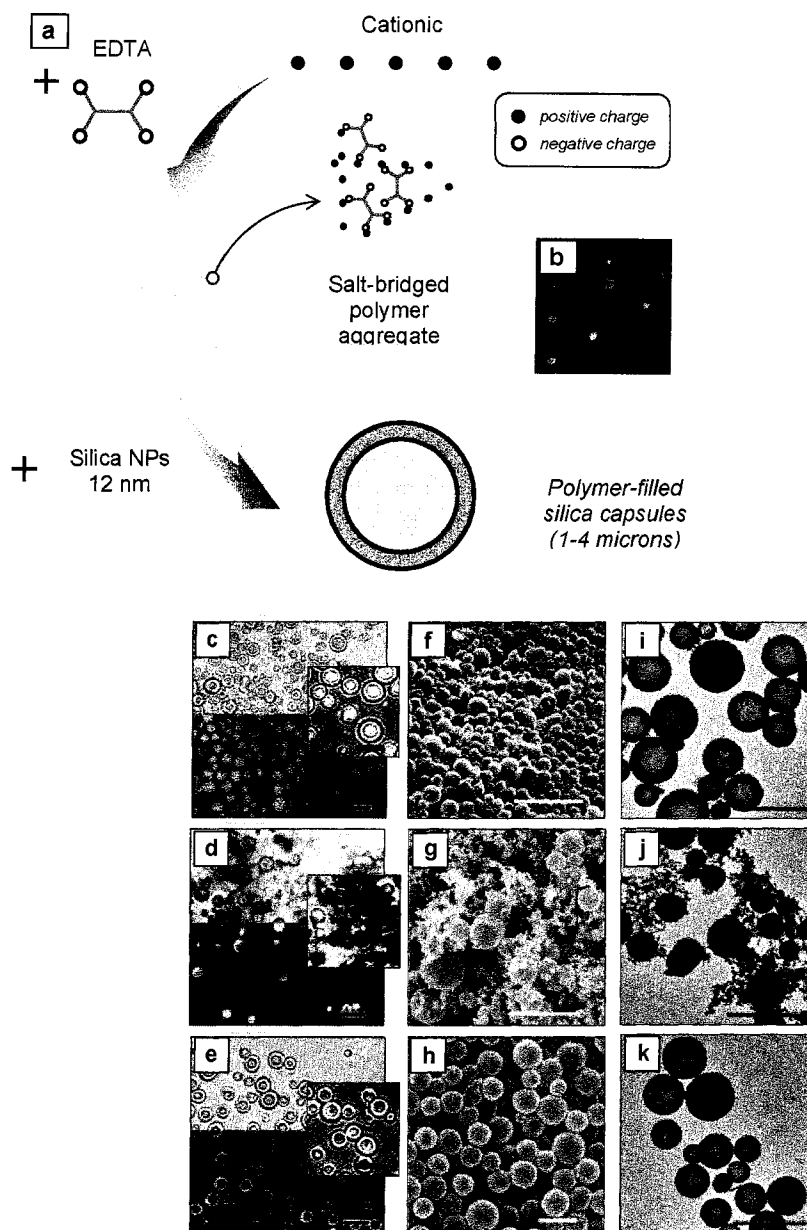 a
EDTA
+
Cationic
positive charge
negative charge
b
Salt-bridged
polymer
aggregate
+
Silica NPs
12 nm
Polymer-filled
silica capsules
(1-4 microns)
c
f
i
d
g
j
e
h
k